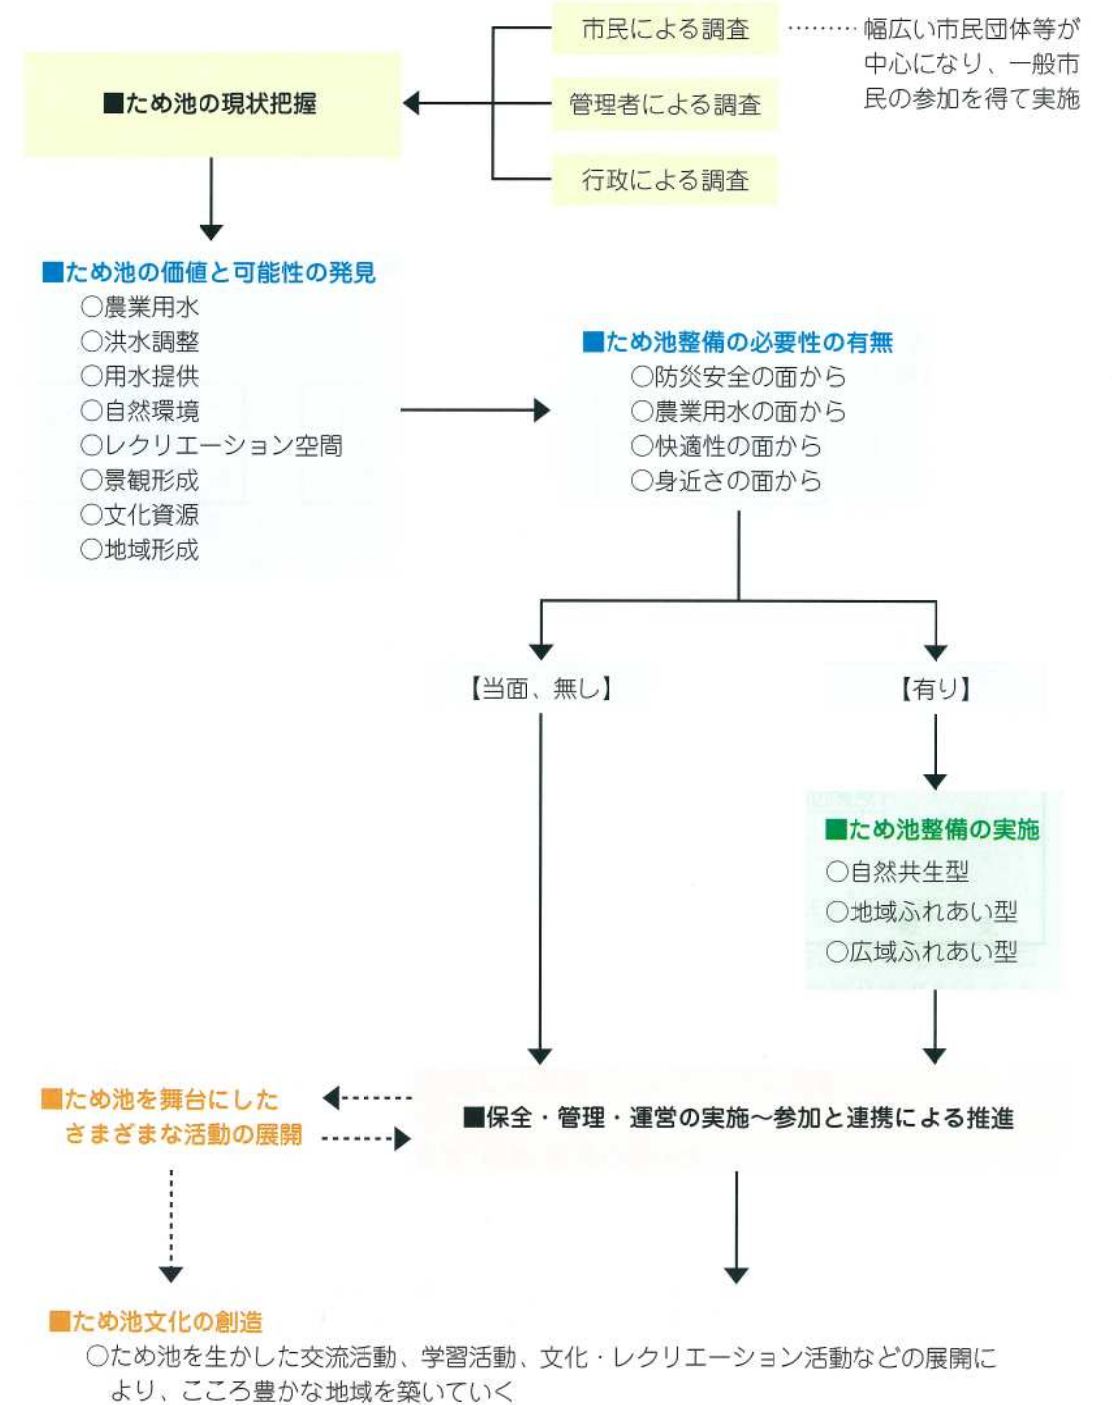 市民による調査
………幅広い市民団体等が
中心になり、一般市
民の参加を得て実施
■ため池の現状把握
管理者による調査
行政による調査
■ため池の価値と可能性の発見
○農業用水
○洪水調整
○用水提供
○自然環境
○レクリエーション空間
○景観形成
○文化資源
○地域形成
■ため池整備の必要性の有無
○防災安全の面から
○農業用水の面から
○快適性の面から
○身近さの面から
【当面、無し】
【有り】
■ため池整備の実施
○自然共生型
○地域ふれあい型
○広域ふれあい型
■ため池を舞台にした
さまざまな活動の展開
■保全・管理・運営の実施～参加と連携による推進
■ため池文化の創造
○ため池を生かした交流活動、学習活動、文化・レクリエーション活動などの展開に
より、こころ豊かな地域を築いていく